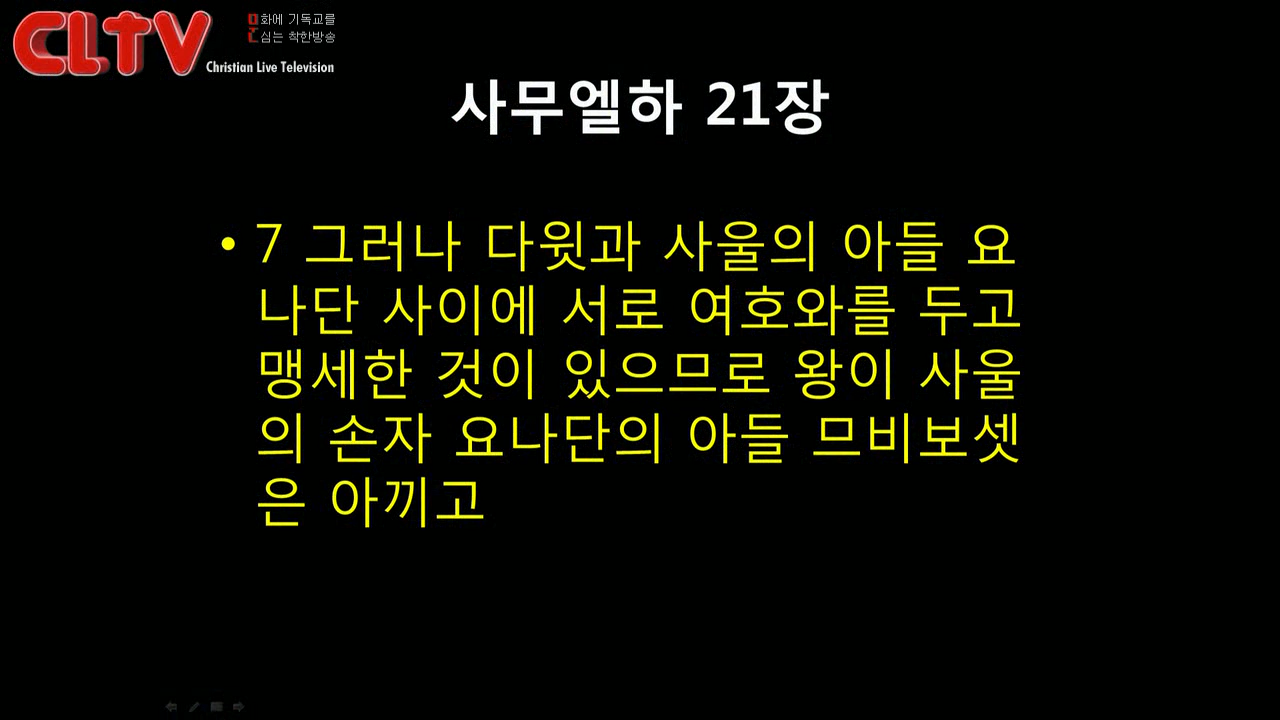 CLTV
문화에 기독교를
심는 착한방송
Christian Live Television
사무엘하 21장
• 7 그러나 다윗과 사울의 아들 요
나단 사이에 서로 여호와를 두고
맹세한 것이 있으므로 왕이 사울
의 손자 요나단의 아들 므비보셋
은 아끼고